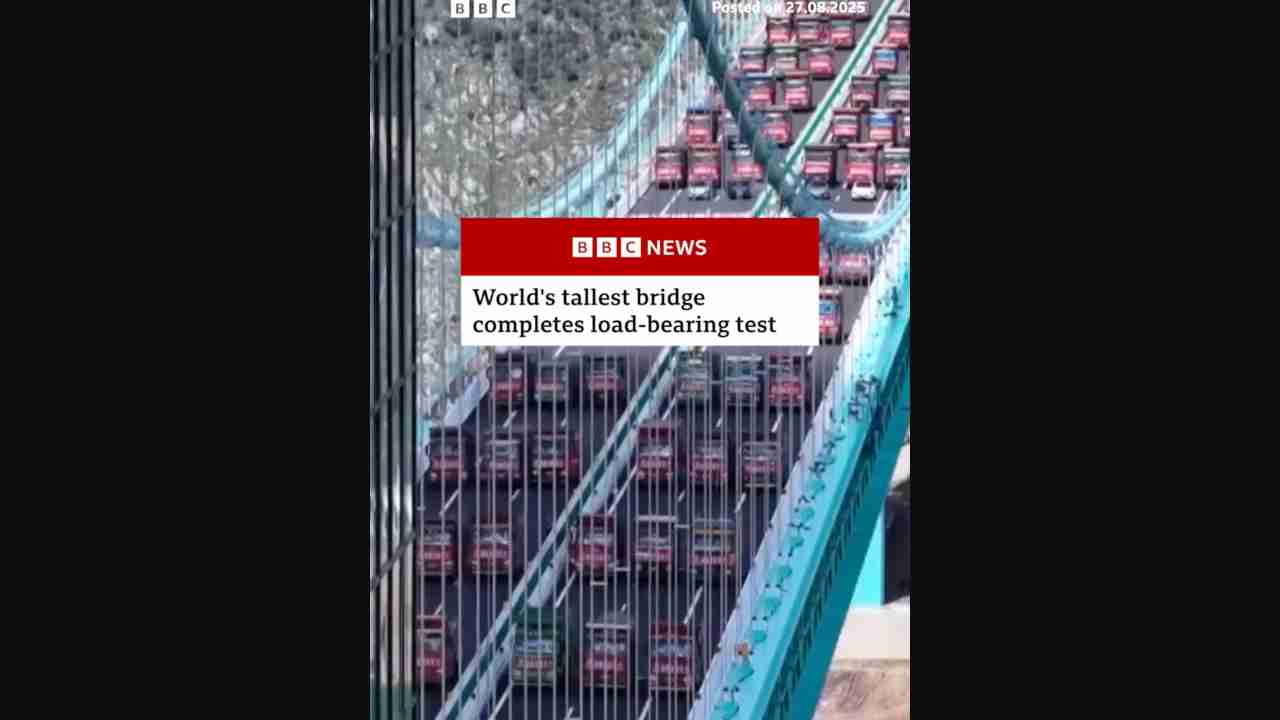 BBC
Posted on 27.08.2025
BBC NEWS
World's tallest bridge
completes load-bearing test